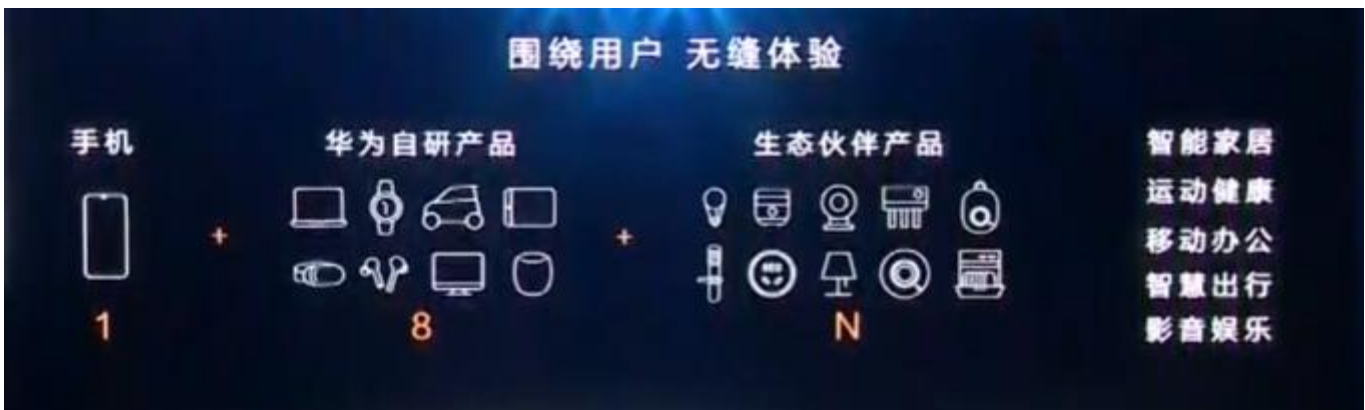 围绕用户 无缝体验
手机
华为自研产品
生态伙伴产品
+
+
1
8
N
智能家居
运动健康
移动办公
智慧出行
影音娱乐